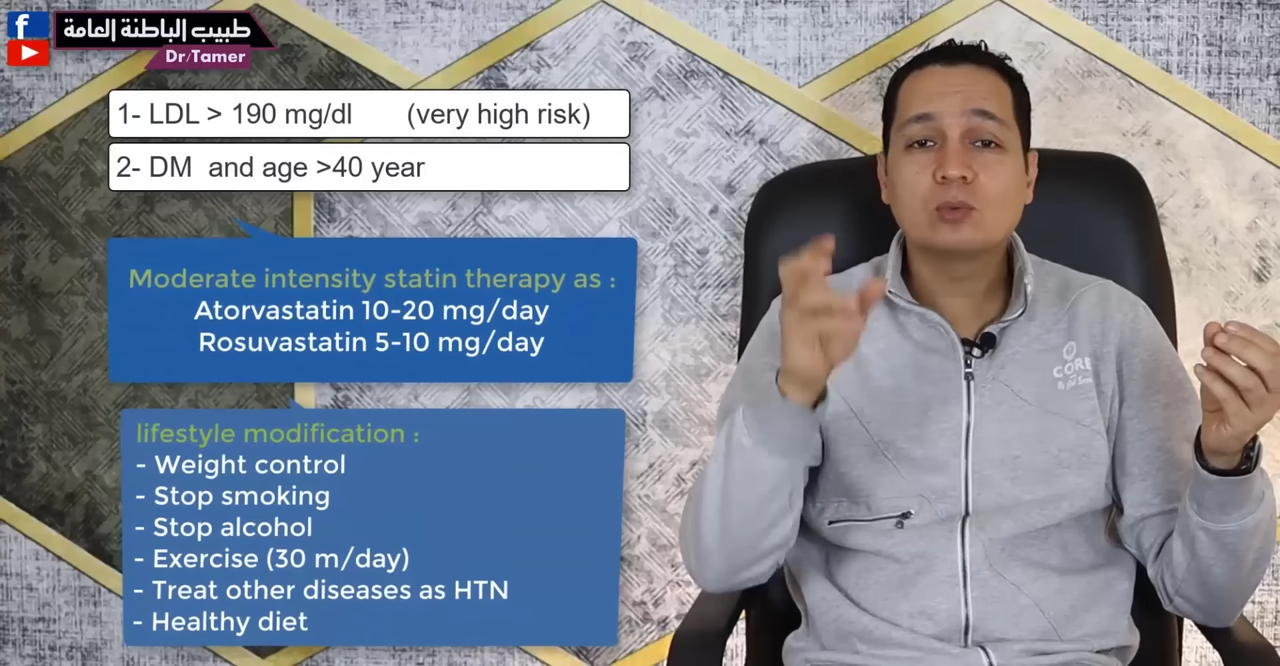 f
طبيب الباطنة العامة
Dr/Tamer
1- LDL > 190 mg/dl (very high risk)
2- DM and age >40 year
Moderate intensity statin therapy as :
Atorvastatin 10-20 mg/day
Rosuvastatin 5-10 mg/day
lifestyle modification :
- Weight control
- Stop smoking
- Stop alcohol
- Exercise (30 m/day)
- Treat other diseases as HTN
- Healthy diet
CORE